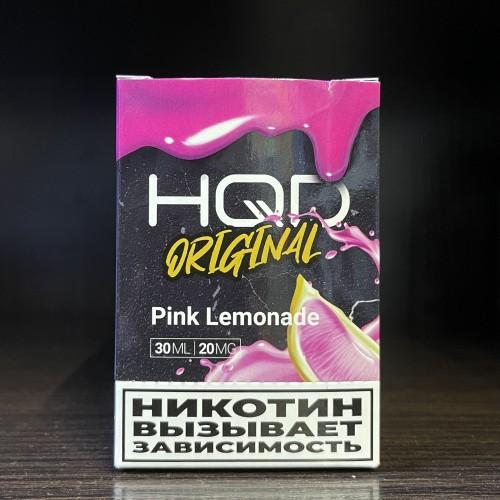 HQD
ORIGINAL
Pink Lemonade
30ML | 20MG
НИКОТИН
ВЫЗЫВАЕТ
ЗАВИСИМОСТЬ